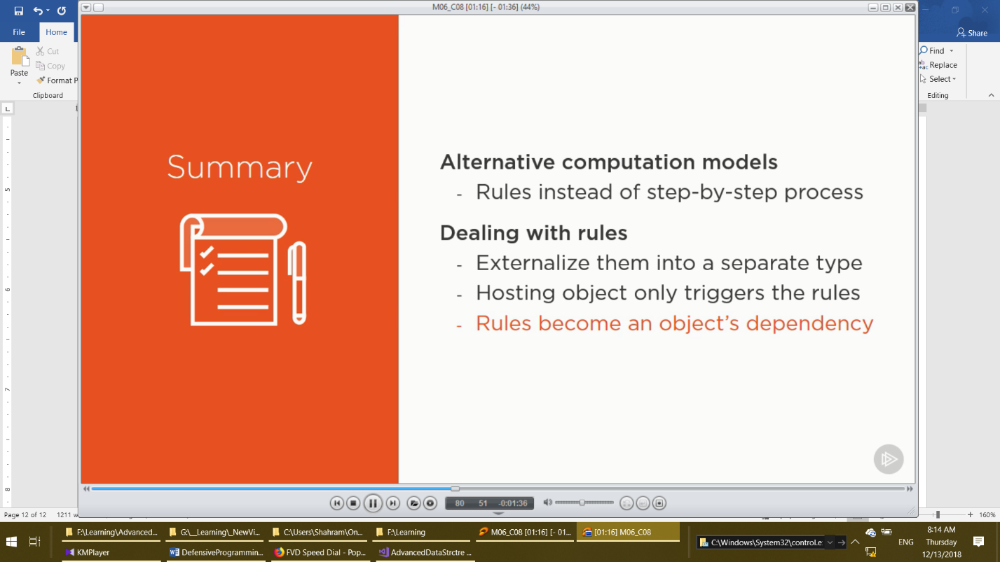 M06_C08 [01:16] [- 01:36] (44%)
File
Home
Share
Paste
Cut
Copy
Format P
Clipboard
Find
Replace
Select
Editing
Summary
Alternative computation models
- Rules instead of step-by-step process
Dealing with rules
- Externalize them into a separate type
- Hosting object only triggers the rules
- Rules become an object's dependency
5
6
7
8
80 51 -0:01:36
Page 12 of 12
1211 w
160%
F:\Learning\Advanced...
G:\__Learning\_NewVi...
C:\Users\Shahram\On...
F:\Learning
M06_C08 [01:16] [- 01...
[01:16] M06_C08
KMPlayer
DefensiveProgrammin...
FVD Speed Dial - Pop...
AdvancedDataStrctre ...
C:\Windows\System32\control.e
ENG
8:14 AM
Thursday
12/13/2018